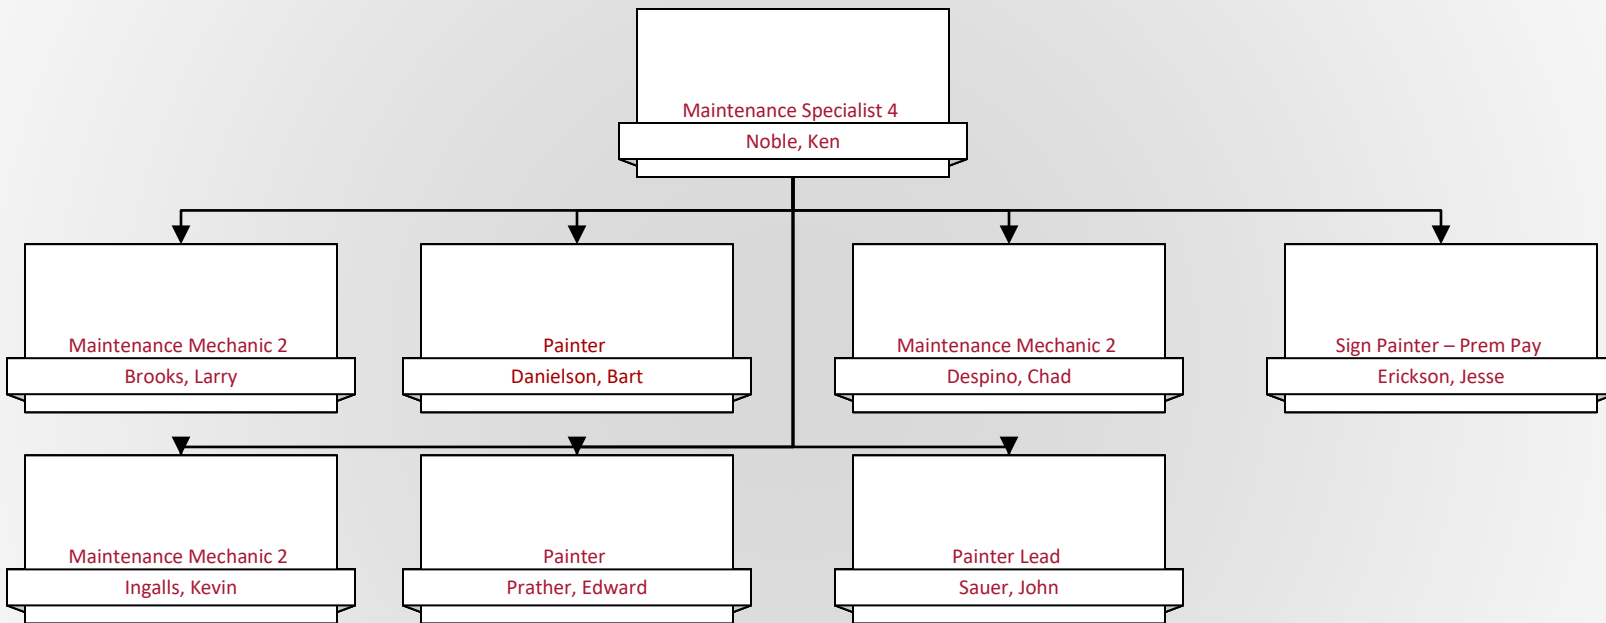 Maintenance Specialist 4
Noble, Ken
Maintenance Mechanic 2
Brooks, Larry
Painter
Danielson, Bart
Maintenance Mechanic 2
Despino, Chad
Sign Painter – Prem Pay
Erickson, Jesse
Maintenance Mechanic 2
Ingalls, Kevin
Painter
Prather, Edward
Painter Lead
Sauer, John